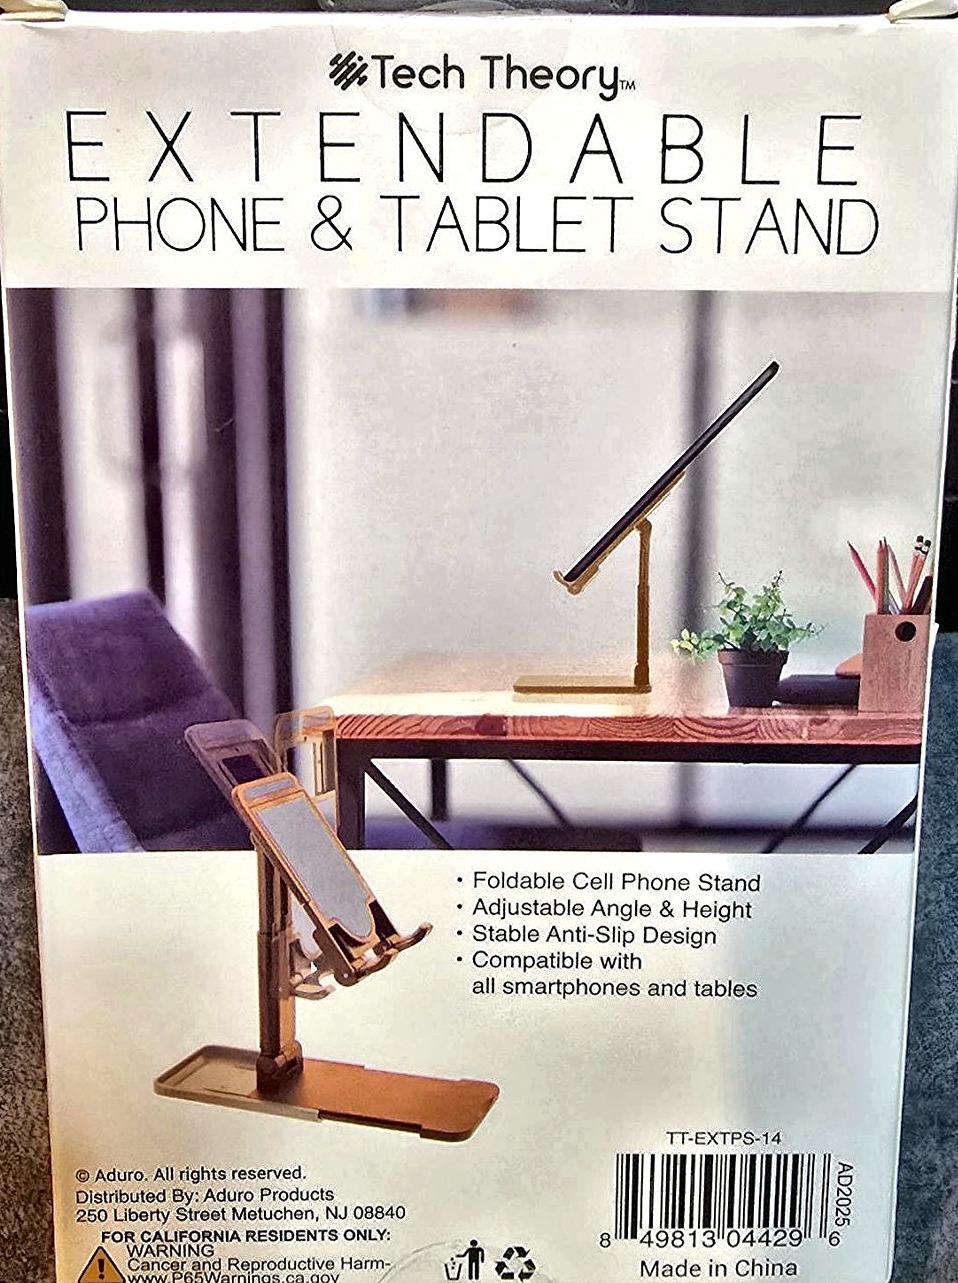 Tech Theory™
EXTENDABLE
PHONE & TABLET STAND
• Foldable Cell Phone Stand
• Adjustable Angle & Height
• Stable Anti-Slip Design
• Compatible with
all smartphones and tables
TT-EXTPS-14
8 49813 04429 6
AD2025
Made in China
© Aduro. All rights reserved.
Distributed By: Aduro Products
250 Liberty Street Metuchen, NJ 08840
FOR CALIFORNIA RESIDENTS ONLY:
WARNING
Cancer and Reproductive Harm-
www.P65Warnings.ca.gov